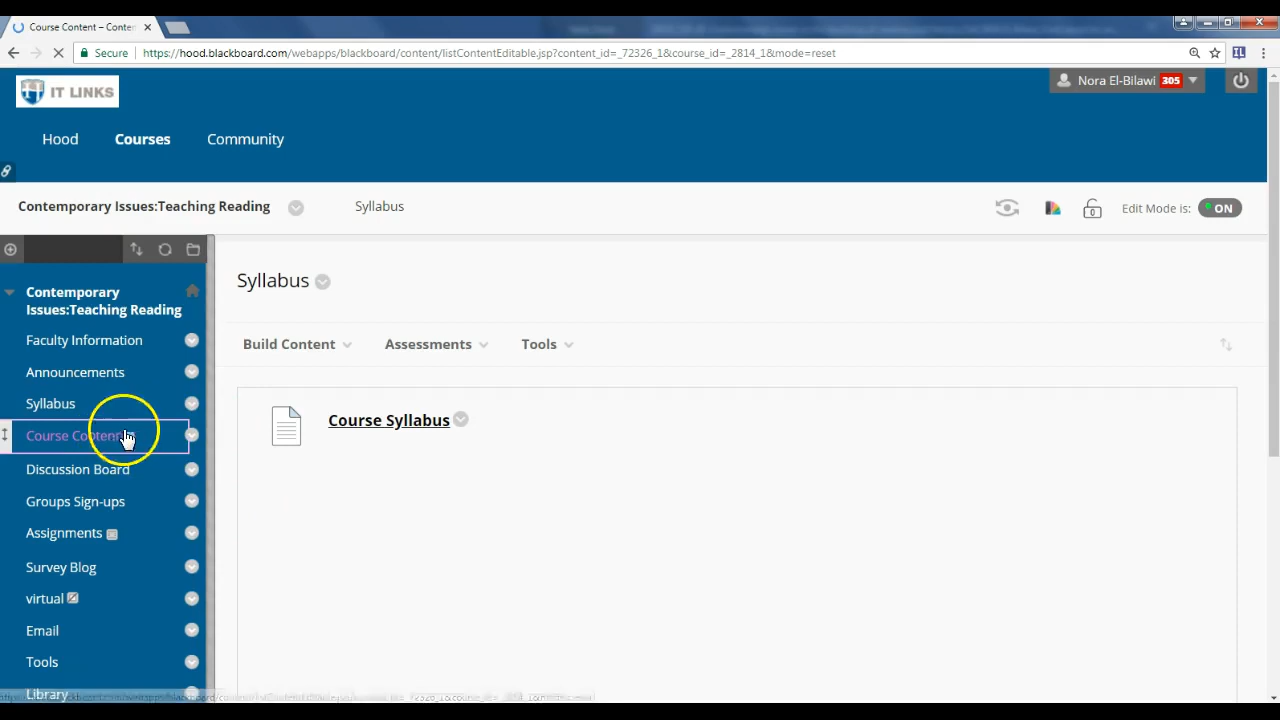 Course Content – Conten
Secure
https://hood.blackboard.com/webapps/blackboard/content/listContentEditable.jsp?content_id=_72326_1&course_id=_2814_1&mode=reset
IT LINKS
Nora El-Bilawi 305
Hood Courses Community
Contemporary Issues:Teaching Reading
Syllabus
Edit Mode is: ON
Contemporary
Issues:Teaching Reading
Faculty Information
Announcements
Syllabus
Course Content
Discussion Board
Groups Sign-ups
Assignments
Survey Blog
virtual
Email
Tools
Library
Syllabus
Build Content Assessments Tools
Course Syllabus